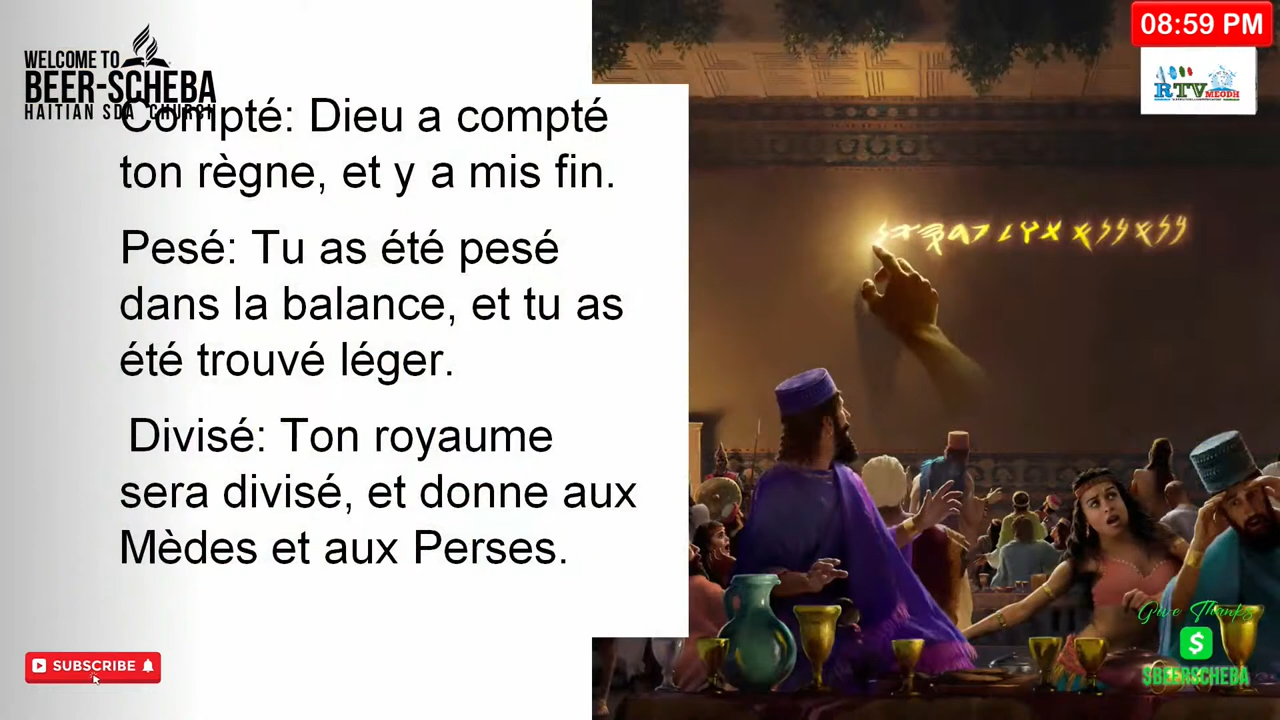 WELCOME TO
BEER-SCHEBA
HAITIAN SDA CHURCH
Compté: Dieu a compté
ton règne, et y a mis fin.
Pesé: Tu as été pesé
dans la balance, et tu as
été trouvé léger.
Divisé: Ton royaume
sera divisé, et donne aux
Mèdes et aux Perses.
SUBSCRIBE
08:59 PM
RTV MEODH
Give Thanks
$
$BEERSCHEBA